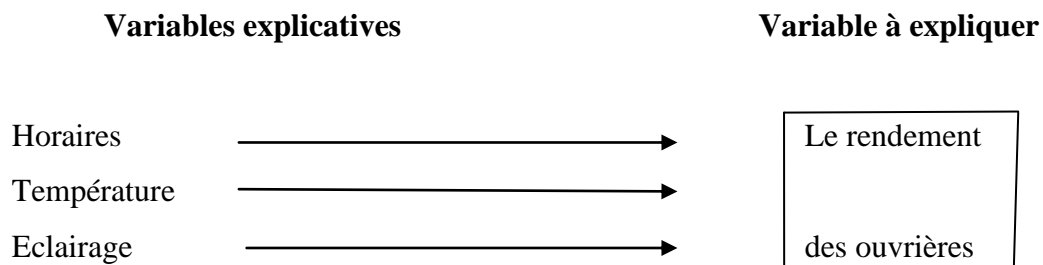 Variables explicatives Variable à expliquer
Horaires Le rendement
Température
Eclairage des ouvrières